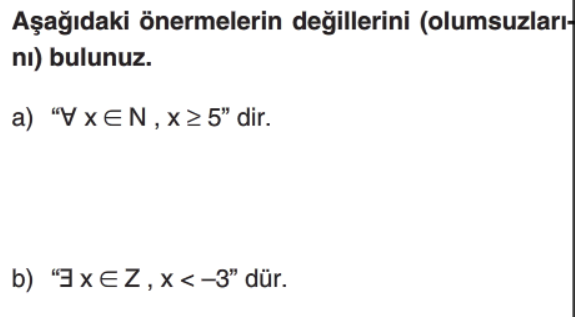 Aşağıdaki önermelerin değillerini (olumsuzları-
nı) bulunuz.
a) “∀ x ∈ N , x ≥ 5” dir.
b) “∃ x ∈ Z , x < –3” dür.